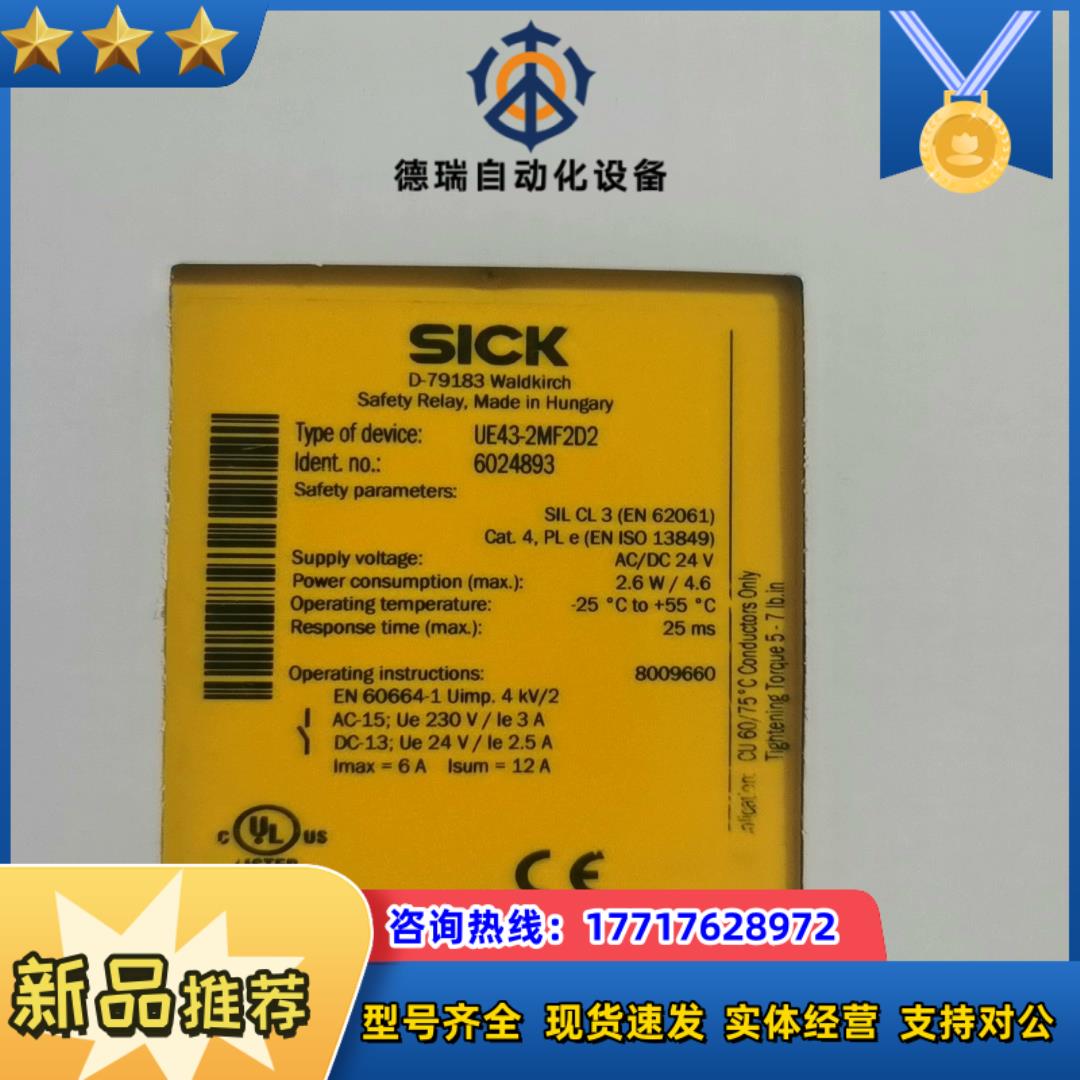 德瑞自动化设备
SICK
D-79183 Waldkirch
Safety Relay, Made in Hungary
Type of device: UE43-2MF2D2
Ident. no.: 6024893
Safety parameters:
SIL CL 3 (EN 62061)
Cat. 4, PL e (EN ISO 13849)
Supply voltage: AC/DC 24 V
Power consumption (max.): 2.6 W / 4.6
Operating temperature: -25 °C to +55 °C
Response time (max.): 25 ms
Operating instructions: 8009660
EN 60664-1 Uimp. 4 kV/2
AC-15; Ue 230 V / Ie 3 A
DC-13; Ue 24 V / Ie 2.5 A
Imax = 6 A Isum = 12 A
CU 60/75°C Conductors Only
Tightening Torque 5 - 7 lb.in
C UL US
LISTED
CE
咨询热线：17717628972
新品推荐
型号齐全 现货速发 实体经营 支持对公